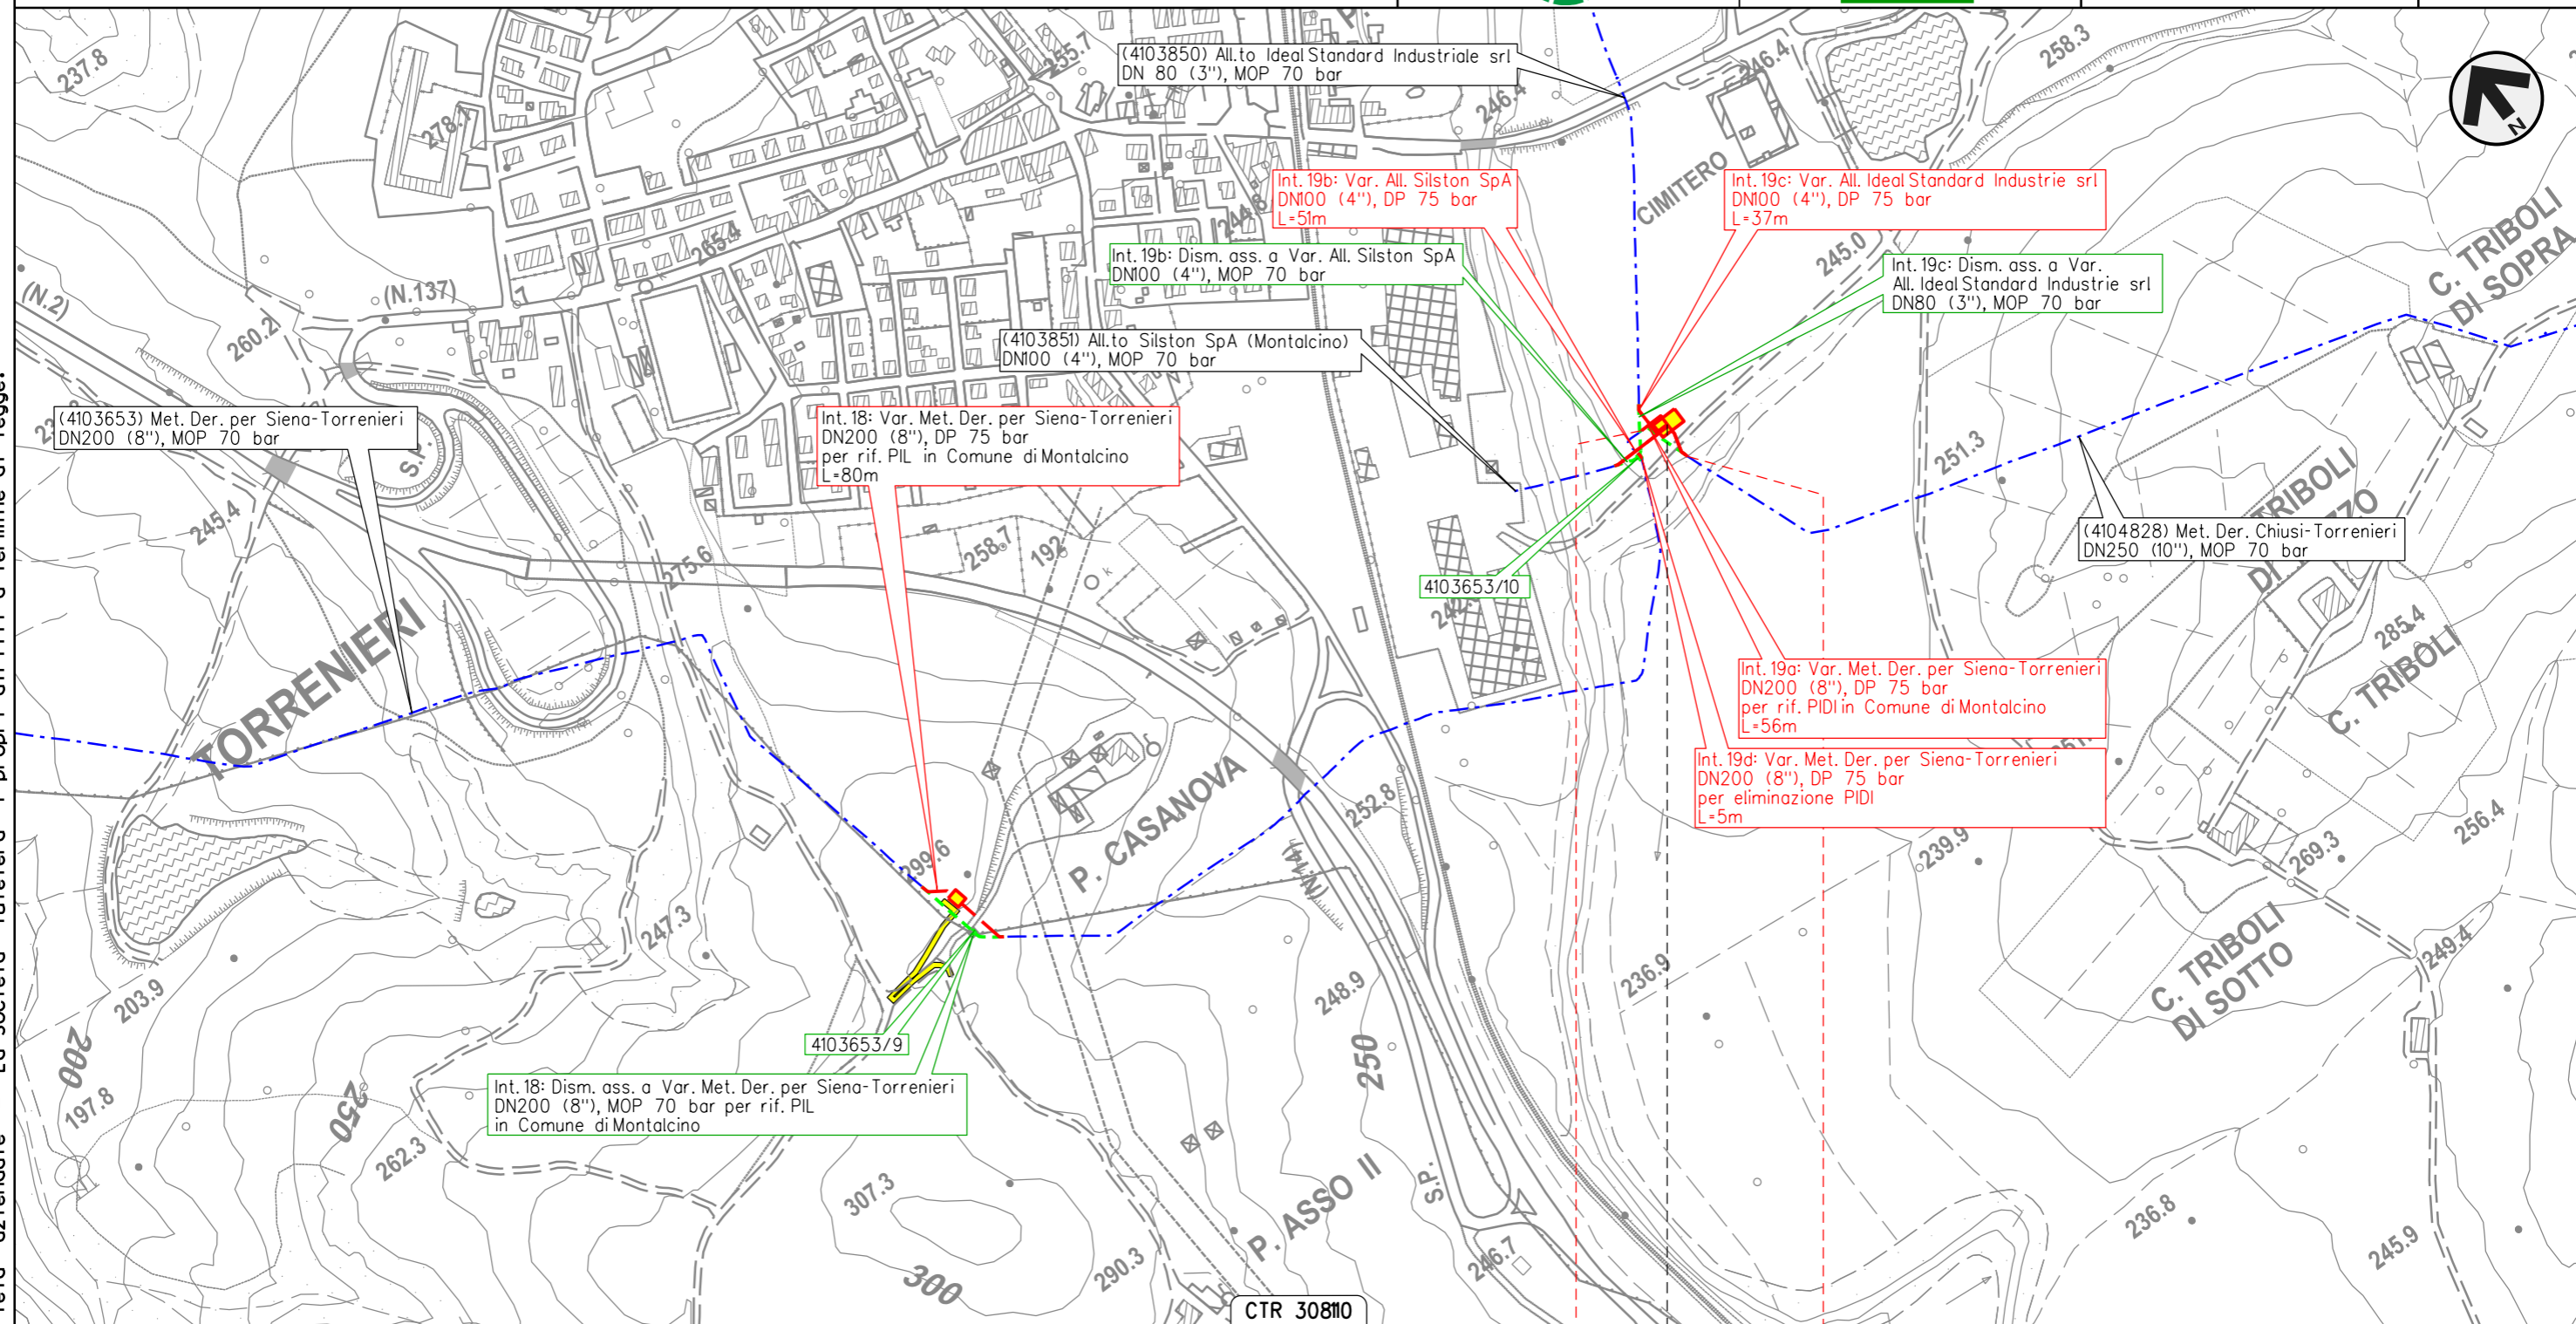 237.8
278.1
255.7
(4103850) All.to Ideal Standard Industriale srl
DN 80 (3"), MOP 70 bar
246.4
246.4
258.3
N
CIMITERO
Int. 19b: Var. All. Silston SpA
DN100 (4"), DP 75 bar
L=51m
Int. 19c: Var. All. Ideal Standard Industrie srl
DN100 (4"), DP 75 bar
L=37m
244.8
245.0
265.4
Int. 19b: Dism. ass. a Var. All. Silston SpA
DN100 (4"), MOP 70 bar
Int. 19c: Dism. ass. a Var.
All. Ideal Standard Industrie srl
DN80 (3"), MOP 70 bar
C. TRIBOLI
DI SOPRA
(N.2)
(N.137)
260.2
(4103851) All.to Silston SpA (Montalcino)
DN100 (4"), MOP 70 bar
(4103653) Met. Der. per Siena-Torrenieri
DN200 (8"), MOP 70 bar
S.P.
Int. 18: Var. Met. Der. per Siena-Torrenieri
DN200 (8"), DP 75 bar
per rif. PIL in Comune di Montalcino
L=80m
251.3
245.4
275.6
258.7
192
k
(4104828) Met. Der. Chiusi-Torrenieri
DN250 (10"), MOP 70 bar
TRIBOLI
4103653/10
285.4
C. TRIBOLI
TORRENIERI
Int. 19a: Var. Met. Der. per Siena-Torrenieri
DN200 (8"), DP 75 bar
per rif. PIDI in Comune di Montalcino
L=56m
Int. 19d: Var. Met. Der. per Siena-Torrenieri
DN200 (8"), DP 75 bar
per eliminazione PIDI
L=5m
P. CASANOVA
252.8
(N.14)
299.6
239.9
256.4
269.3
247.3
249.4
236.9
248.9
C. TRIBOLI
DI SOTTO
203.9
200
197.8
250
262.3
4103653/9
250
Int. 18: Dism. ass. a Var. Met. Der. per Siena-Torrenieri
DN200 (8"), MOP 70 bar per rif. PIL
in Comune di Montalcino
307.3
P. ASSO II
S.P.
300
290.3
246.7
236.8
245.9
CTR 308110